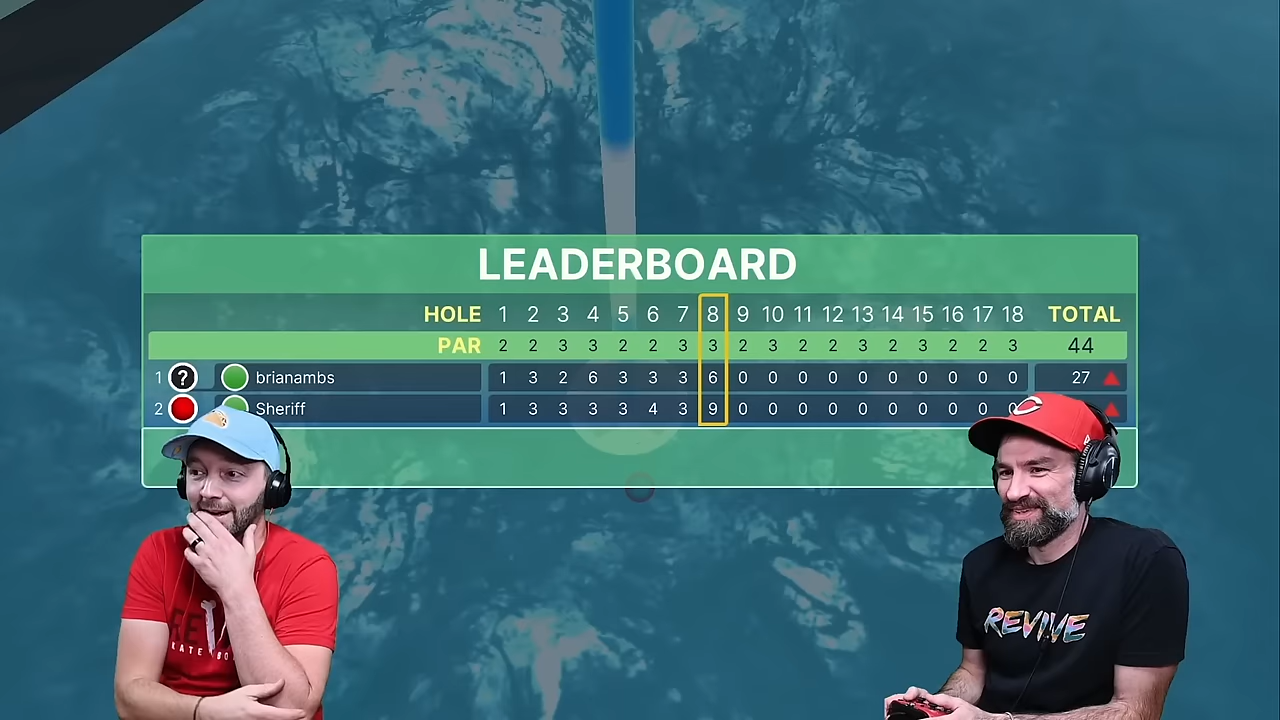 LEADERBOARD
HOLE 1 2 3 4 5 6 7 8 9 10 11 12 13 14 15 16 17 18 TOTAL
PAR 2 2 3 3 2 2 3 3 2 3 2 2 3 2 3 2 2 3 44
1 ? brianambs 1 3 2 6 3 3 3 6 0 0 0 0 0 0 0 0 0 0 27
2 Sheriff 1 3 3 3 3 4 3 9 0 0 0 0 0 0 0 0 0 0
C
REVIVE